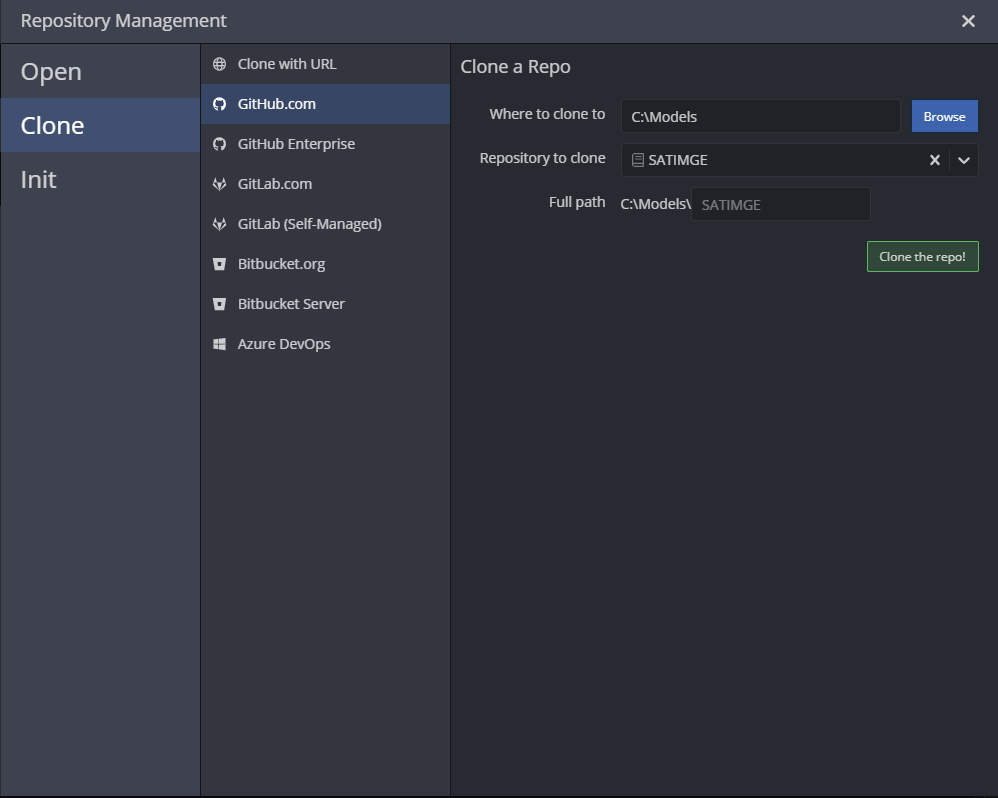 Repository Management
Open
Clone
Init
Clone with URL
GitHub.com
GitHub Enterprise
GitLab.com
GitLab (Self-Managed)
Bitbucket.org
Bitbucket Server
Azure DevOps
Clone a Repo
Where to clone to C:\Models Browse
Repository to clone SATIMGE
Full path C:\Models\ SATIMGE
Clone the repo!